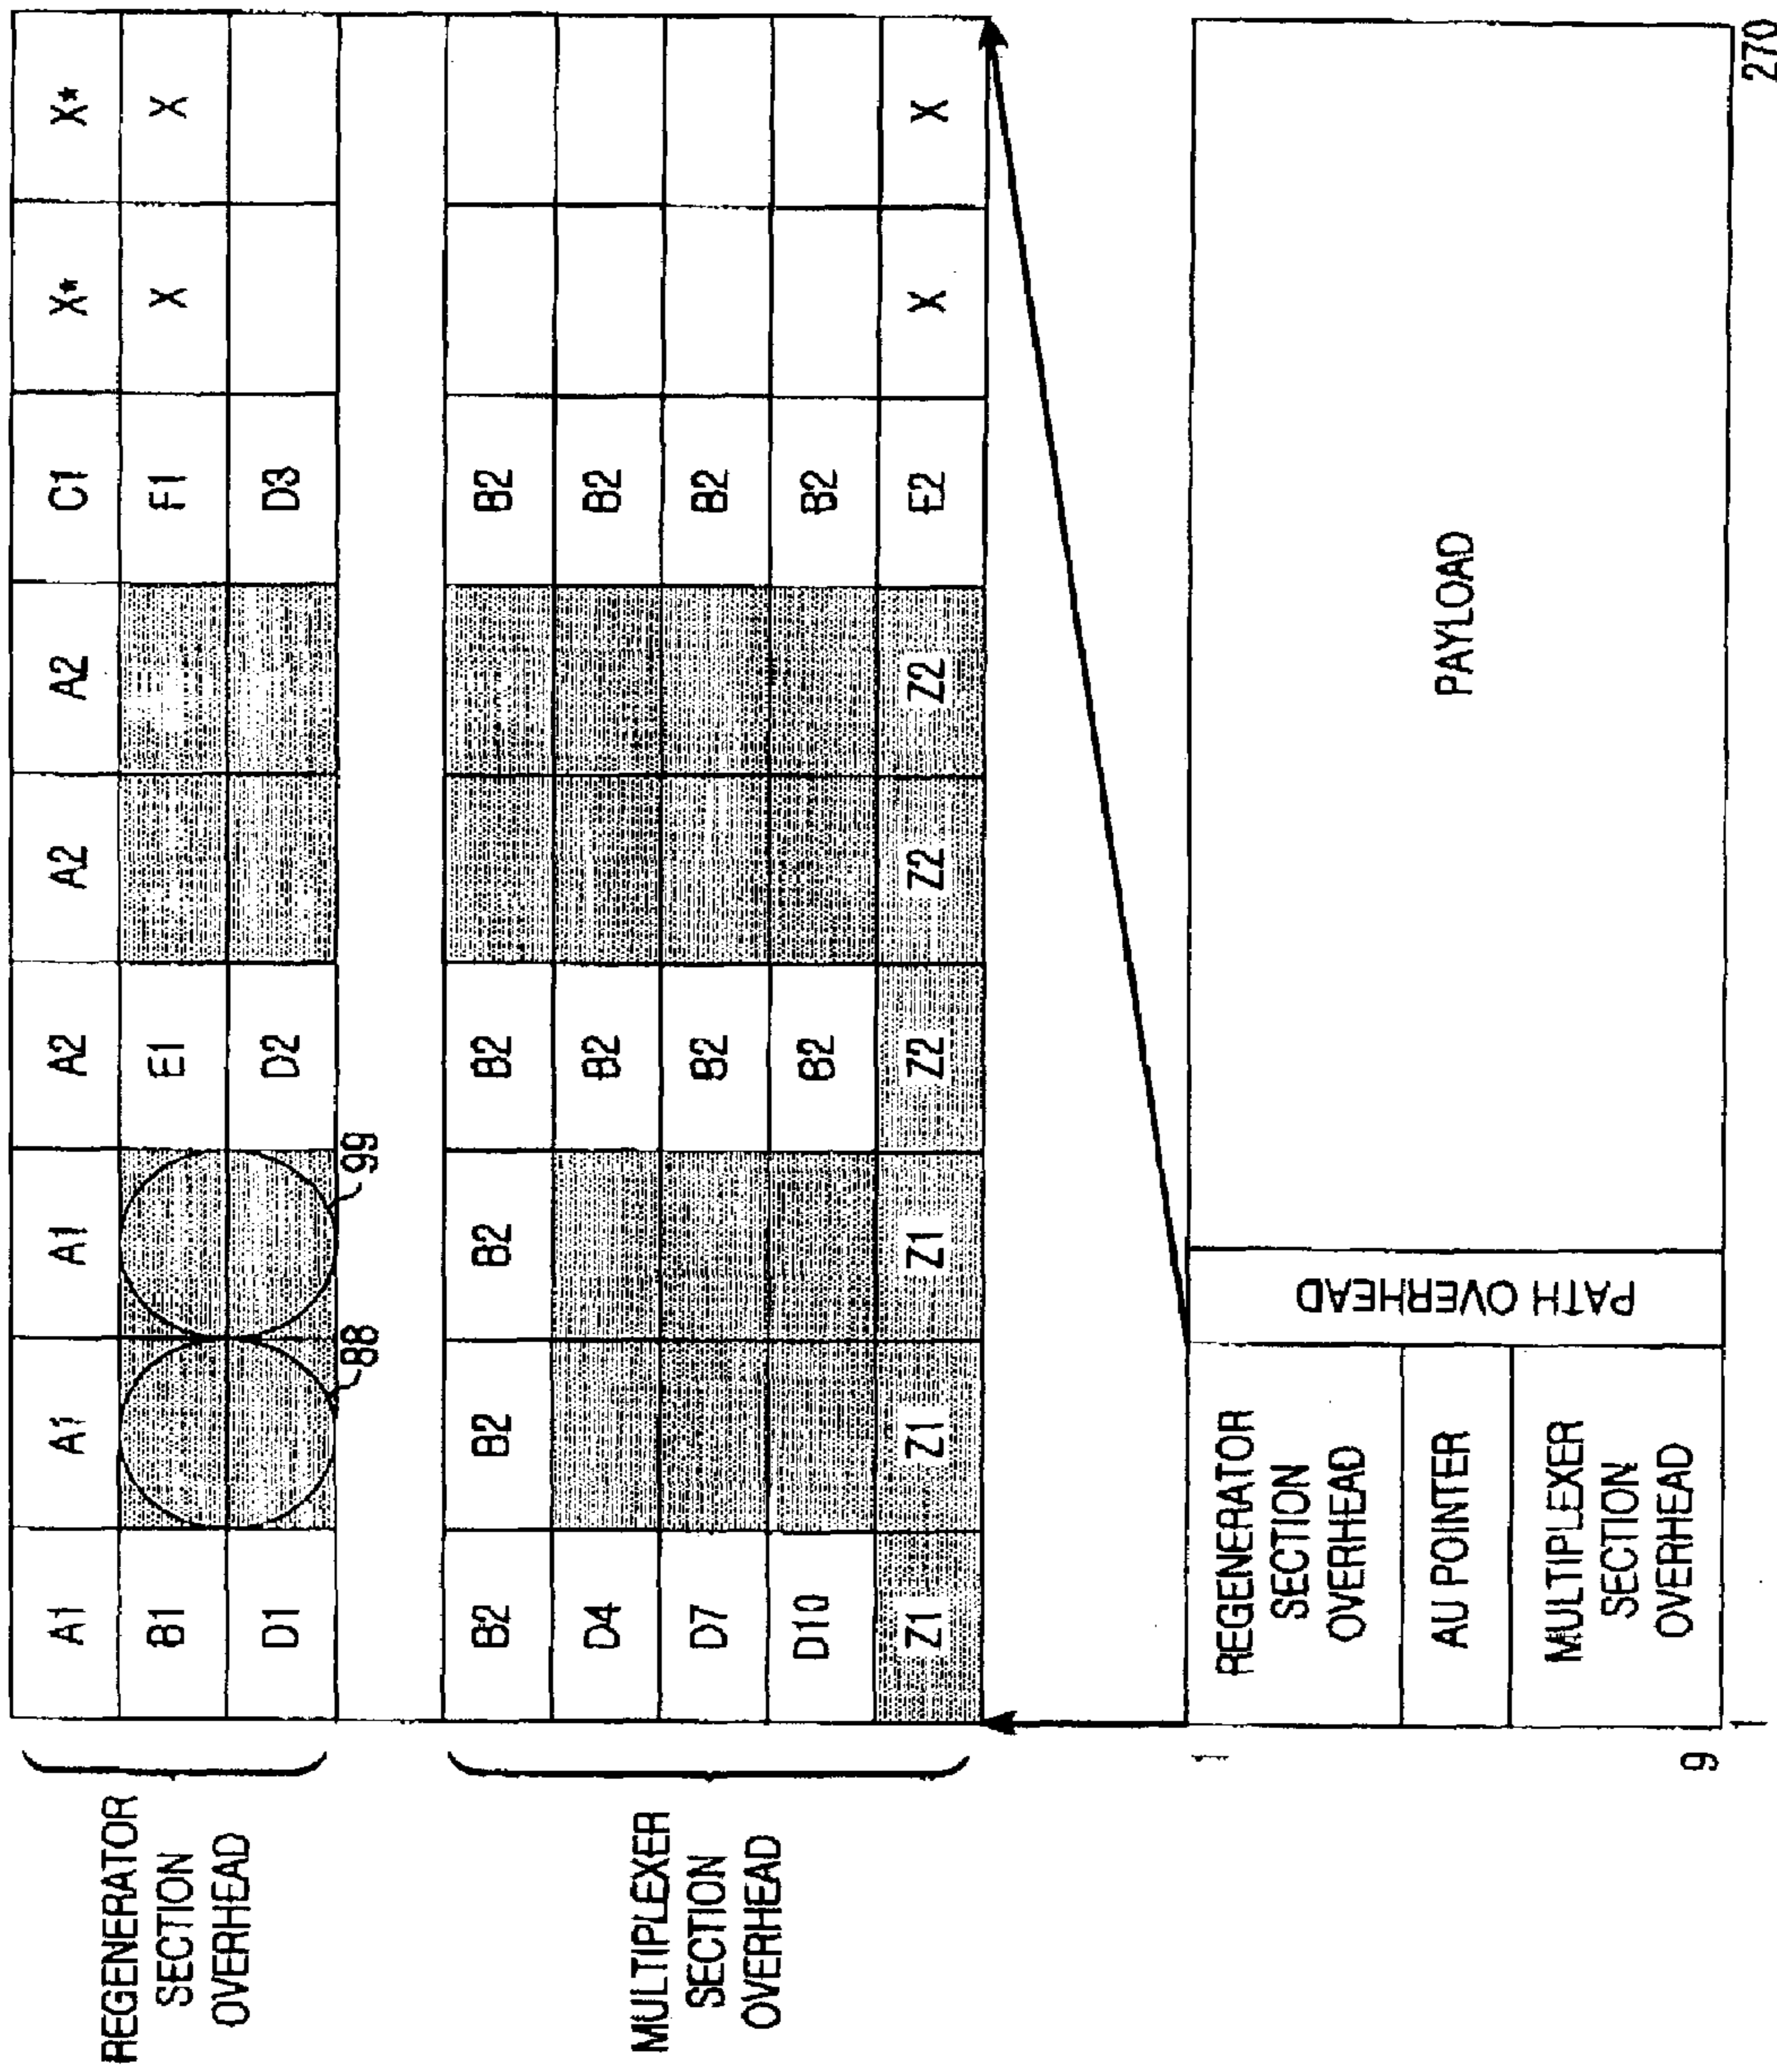 REGENERATOR
SECTION
OVERHEAD
A1 A1 A1 A2 A2 A2 C1 X* X*
B1 E1 F1 X X
D1 D2 D3
88 99
MULTIPLEXER
SECTION
OVERHEAD
B2 B2 B2 B2 B2
D4 B2 B2
D7 B2 B2
D10 B2 B2
Z1 Z1 Z1 Z2 Z2 Z2 E2 X X
1
REGENERATOR
SECTION
OVERHEAD
AU POINTER
MULTIPLEXER
SECTION
OVERHEAD
PATH OVERHEAD
PAYLOAD
9
1 270